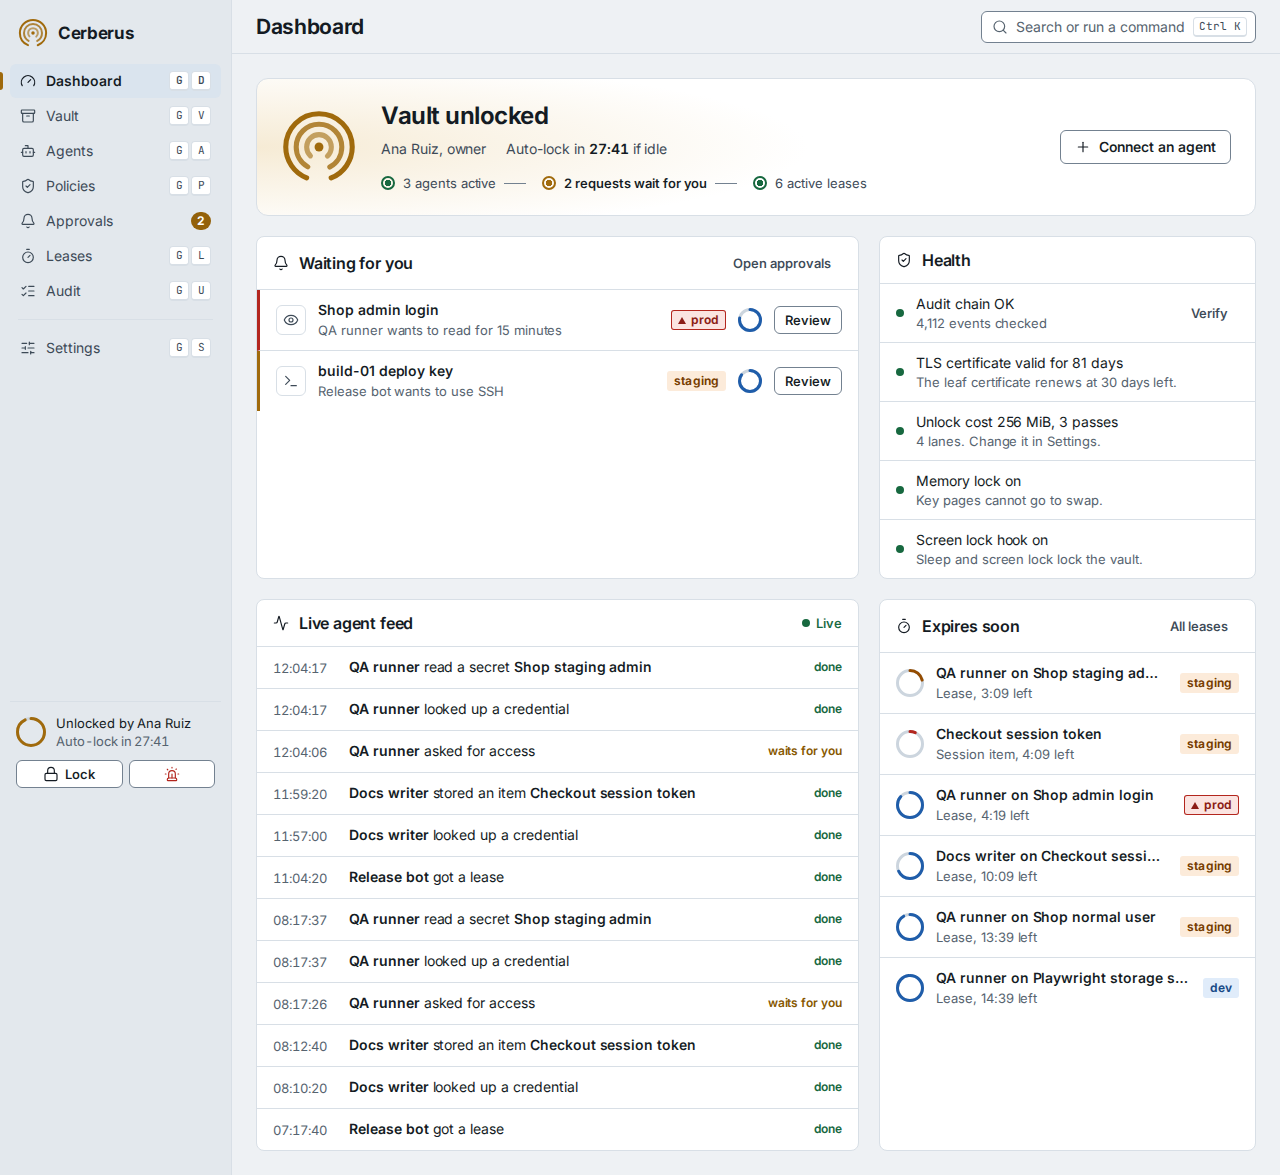 Cerberus
Dashboard G D
Vault G V
Agents G A
Policies G P
Approvals 2
Leases G L
Audit G U
Settings G S
Unlocked by Ana Ruiz
Auto-lock in 27:41
Lock
Dashboard
Search or run a command Ctrl K
Vault unlocked
Ana Ruiz, owner Auto-lock in 27:41 if idle
3 agents active 2 requests wait for you 6 active leases
Connect an agent
Waiting for you Open approvals
Shop admin login
QA runner wants to read for 15 minutes
prod Review
build-01 deploy key
Release bot wants to use SSH
staging Review
Health
Audit chain OK
4,112 events checked
Verify
TLS certificate valid for 81 days
The leaf certificate renews at 30 days left.
Unlock cost 256 MiB, 3 passes
4 lanes. Change it in Settings.
Memory lock on
Key pages cannot go to swap.
Screen lock hook on
Sleep and screen lock lock the vault.
Live agent feed Live
12:04:17 QA runner read a secret Shop staging admin done
12:04:17 QA runner looked up a credential done
12:04:06 QA runner asked for access waits for you
11:59:20 Docs writer stored an item Checkout session token done
11:57:00 Docs writer looked up a credential done
11:04:20 Release bot got a lease done
08:17:37 QA runner read a secret Shop staging admin done
08:17:37 QA runner looked up a credential done
08:17:26 QA runner asked for access waits for you
08:12:40 Docs writer stored an item Checkout session token done
08:10:20 Docs writer looked up a credential done
07:17:40 Release bot got a lease done
Expires soon All leases
QA runner on Shop staging ad...
Lease, 3:09 left
staging
Checkout session token
Session item, 4:09 left
staging
QA runner on Shop admin login
Lease, 4:19 left
prod
Docs writer on Checkout sessi...
Lease, 10:09 left
staging
QA runner on Shop normal user
Lease, 13:39 left
staging
QA runner on Playwright storage s...
Lease, 14:39 left
dev